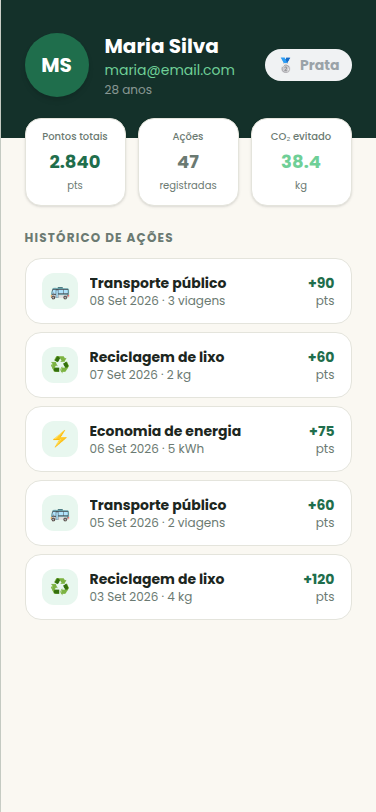 MS
Maria Silva
maria@email.com
28 anos
🥈 Prata
Pontos totais
2.840
pts
Ações
47
registradas
CO₂ evitado
38.4
kg
HISTÓRICO DE AÇÕES
Transporte público
08 Set 2026 · 3 viagens
+90
pts
Reciclagem de lixo
07 Set 2026 · 2 kg
+60
pts
Economia de energia
06 Set 2026 · 5 kWh
+75
pts
Transporte público
05 Set 2026 · 2 viagens
+60
pts
Reciclagem de lixo
03 Set 2026 · 4 kg
+120
pts